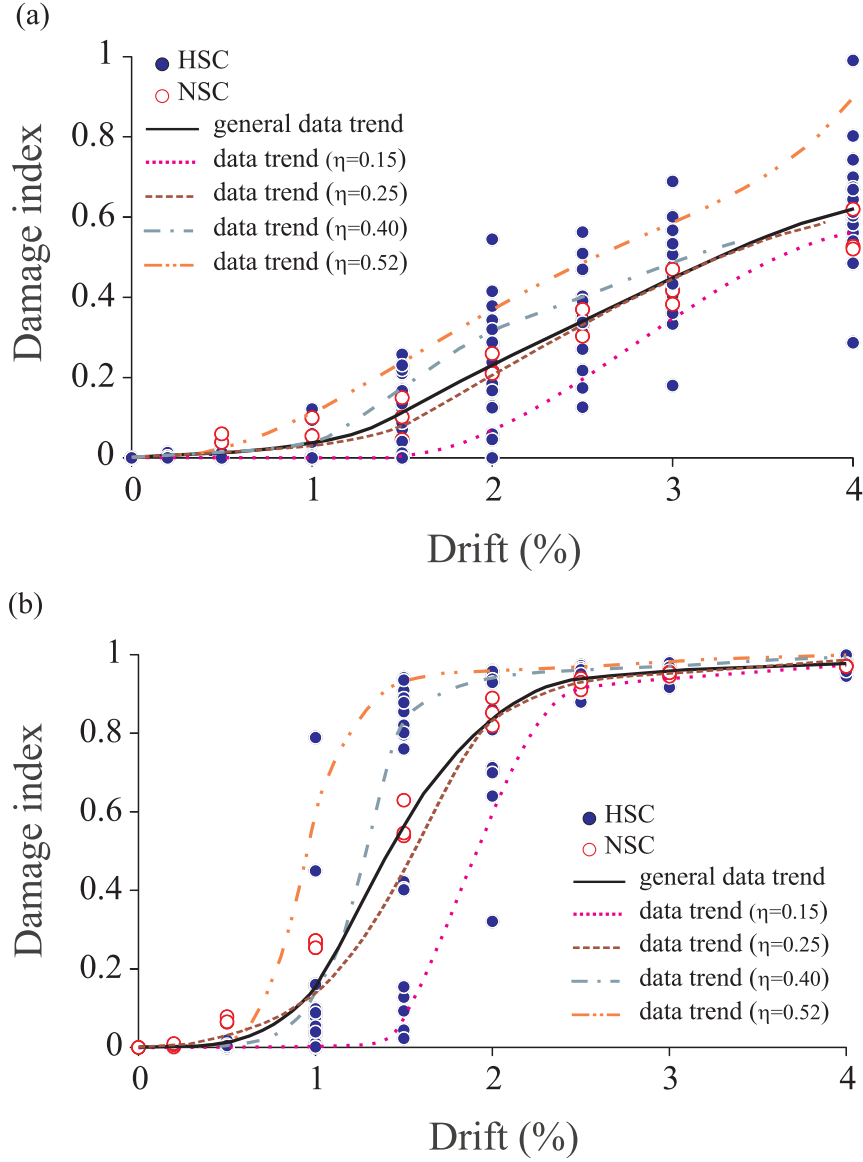 (a)
1
0.8
0.6
0.4
0.2
0
Damage index
HSC
NSC
general data trend
data trend (η=0.15)
data trend (η=0.25)
data trend (η=0.40)
data trend (η=0.52)
0 1 2 3 4
Drift (%)
(b)
1
0.8
0.6
0.4
0.2
0
Damage index
HSC
NSC
general data trend
data trend (η=0.15)
data trend (η=0.25)
data trend (η=0.40)
data trend (η=0.52)
0 1 2 3 4
Drift (%)